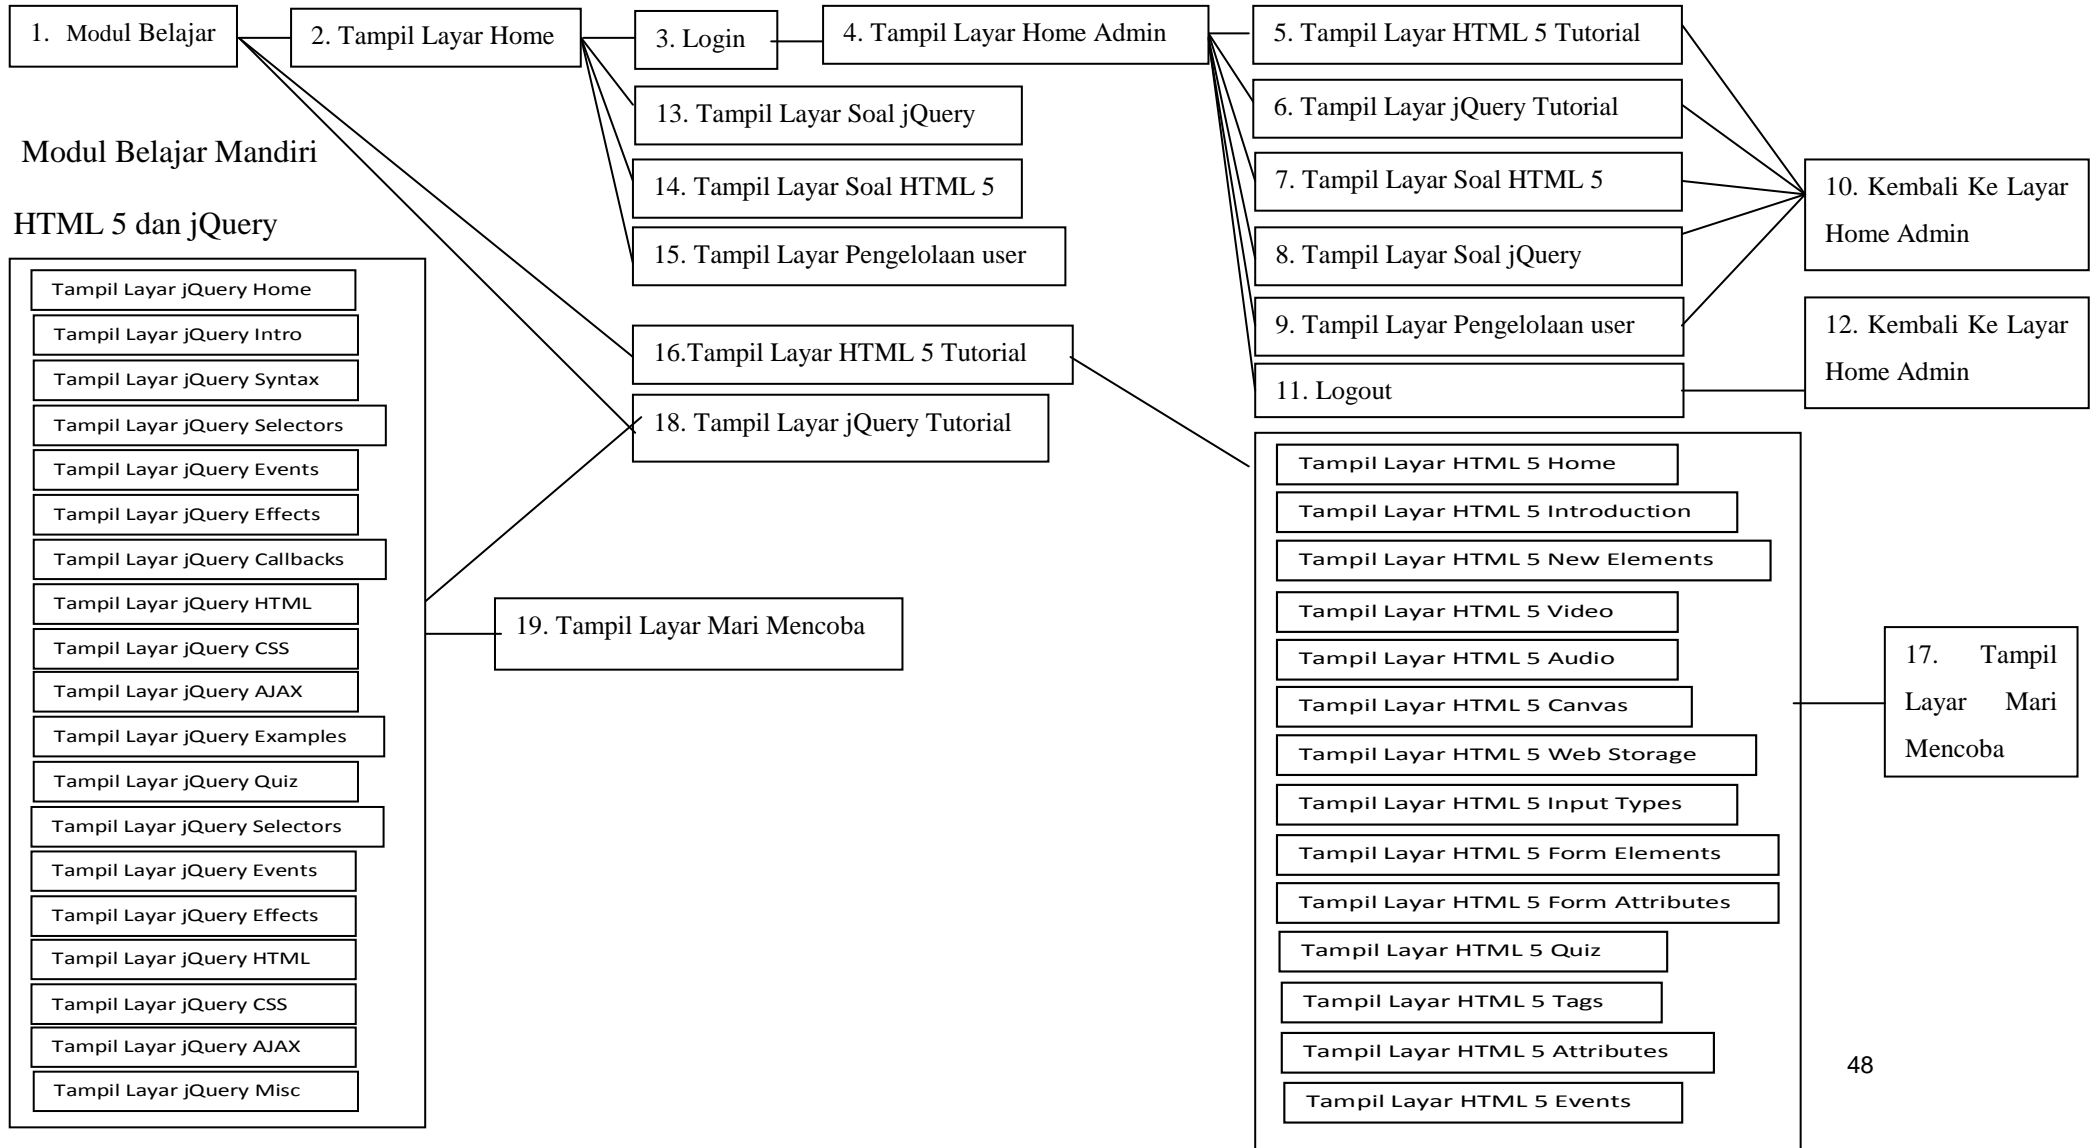 1. Modul Belajar
2. Tampil Layar Home
3. Login
4. Tampil Layar Home Admin
5. Tampil Layar HTML 5 Tutorial
13. Tampil Layar Soal jQuery
6. Tampil Layar jQuery Tutorial
Modul Belajar Mandiri
HTML 5 dan jQuery
14. Tampil Layar Soal HTML 5
7. Tampil Layar Soal HTML 5
10. Kembali Ke Layar
Home Admin
15. Tampil Layar Pengelolaan user
8. Tampil Layar Soal jQuery
9. Tampil Layar Pengelolaan user
12. Kembali Ke Layar
Home Admin
16.Tampil Layar HTML 5 Tutorial
11. Logout
18. Tampil Layar jQuery Tutorial
Tampil Layar jQuery Home
Tampil Layar jQuery Intro
Tampil Layar jQuery Syntax
Tampil Layar jQuery Selectors
Tampil Layar jQuery Events
Tampil Layar jQuery Effects
Tampil Layar jQuery Callbacks
Tampil Layar jQuery HTML
Tampil Layar jQuery CSS
Tampil Layar jQuery AJAX
Tampil Layar jQuery Examples
Tampil Layar jQuery Quiz
Tampil Layar jQuery Selectors
Tampil Layar jQuery Events
Tampil Layar jQuery Effects
Tampil Layar jQuery HTML
Tampil Layar jQuery CSS
Tampil Layar jQuery AJAX
Tampil Layar jQuery Misc
19. Tampil Layar Mari Mencoba
Tampil Layar HTML 5 Home
Tampil Layar HTML 5 Introduction
Tampil Layar HTML 5 New Elements
Tampil Layar HTML 5 Video
Tampil Layar HTML 5 Audio
Tampil Layar HTML 5 Canvas
Tampil Layar HTML 5 Web Storage
Tampil Layar HTML 5 Input Types
Tampil Layar HTML 5 Form Elements
Tampil Layar HTML 5 Form Attributes
Tampil Layar HTML 5 Quiz
Tampil Layar HTML 5 Tags
Tampil Layar HTML 5 Attributes
Tampil Layar HTML 5 Events
17. Tampil
Layar Mari
Mencoba
48